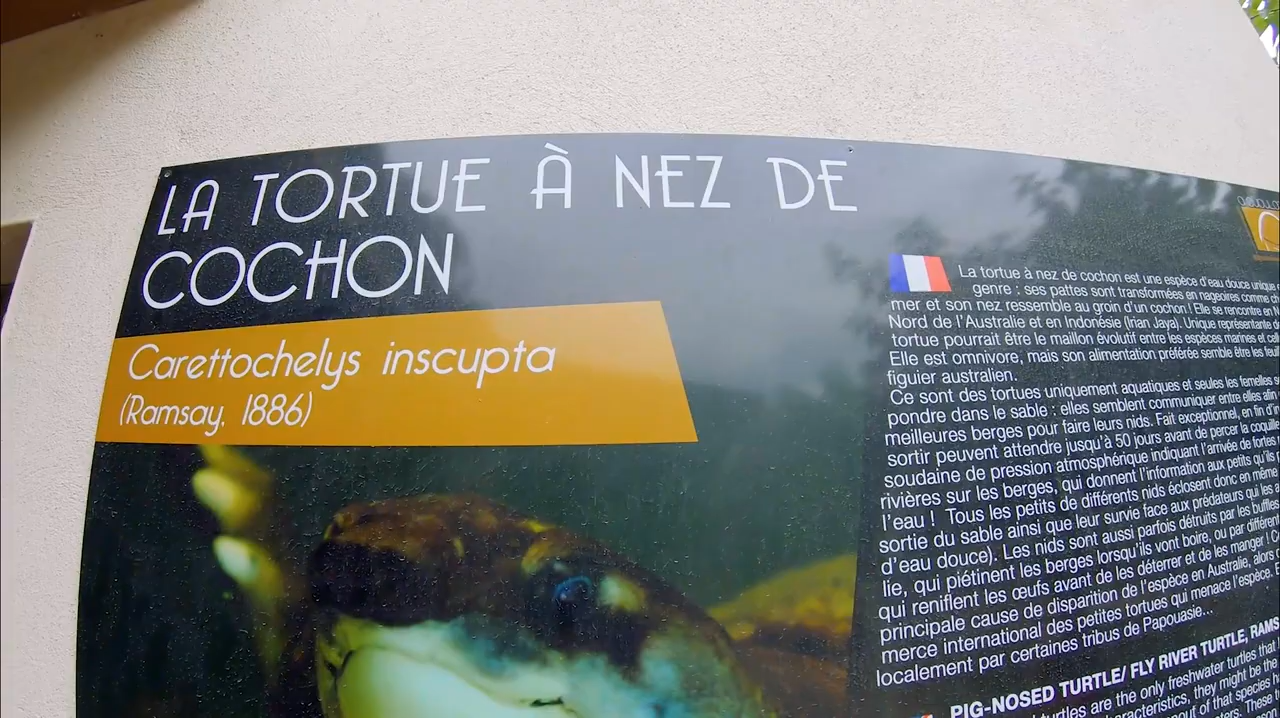 LA TORTUE À NEZ DE
COCHON
Carettochelys inscupta
(Ramsay, 1886)
La tortue à nez de cochon est une espèce d'eau douce unique
genre : ses pattes sont transformées en nageoires comme
mer et son nez ressemble au groin d'un cochon ! Elle se rencontre en
Nord de l'Australie et en Indonésie (Irian Jaya). Unique représentante
tortue pourrait être le maillon évolutif entre les espèces marines et
Elle est omnivore, mais son alimentation préférée semble être les
figuier australien.
Ce sont des tortues uniquement aquatiques et seules les femelles
pondre dans le sable : elles semblent communiquer entre elles afin
meilleures berges pour faire leurs nids. Fait exceptionnel, en fin
sortir peuvent attendre jusqu'à 50 jours avant de percer la
soudaine de pression atmosphérique indiquant l'arrivée de fortes
rivières sur les berges, qui donnent l'information aux petits qu'ils
l'eau ! Tous les petits de différents nids éclosent donc en même
sortie du sable ainsi que leur survie face aux prédateurs qui les
d'eau douce). Les nids sont aussi parfois détruits par les buffles
lie, qui piétinent les berges lorsqu'ils vont boire, ou par
qui reniflent les œufs avant de les déterrer et de les manger !
principale cause de disparition de l'espèce en Australie, alors
merce international des petites tortues qui menace l'espèce.
localement par certaines tribus de Papouasie...
PIG-NOSED TURTLE/ FLY RIVER TURTLE,
turtles are the only freshwater turtles that
they might be the
of that species
These